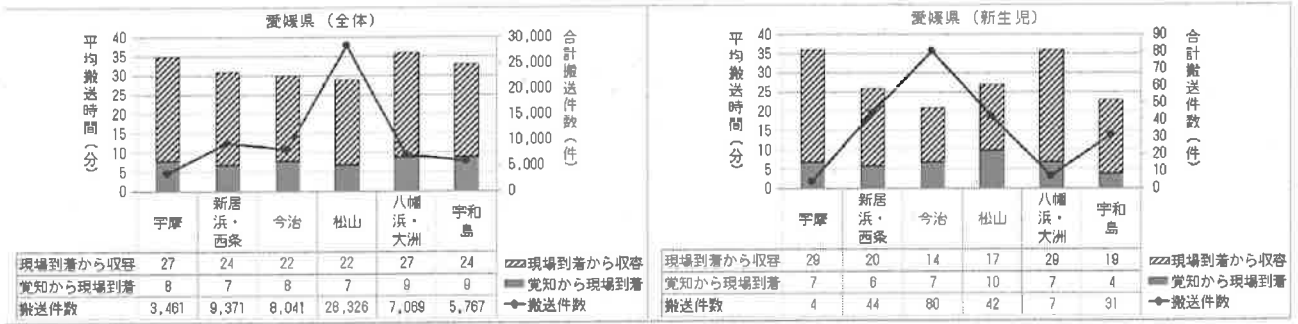 愛媛県（全体）
平均搬送時間（分）
合計搬送件数（件）
40
35
30
25
20
15
10
5
0
30,000
25,000
20,000
15,000
10,000
5,000
0
宇摩 新居浜・西条 今治 松山 八幡浜・大洲 宇和島
現場到着から収容 27 24 22 22 27 24
覚知から現場到着 8 7 8 7 9 9
搬送件数 3,461 9,371 8,041 28,326 7,069 5,767
現場到着から収容
覚知から現場到着
搬送件数
愛媛県（新生児）
平均搬送時間（分）
合計搬送件数（件）
40
35
30
25
20
15
10
5
0
90
80
70
60
50
40
30
20
10
0
宇摩 新居浜・西条 今治 松山 八幡浜・大洲 宇和島
現場到着から収容 29 20 14 17 29 19
覚知から現場到着 7 6 7 10 7 4
搬送件数 4 44 80 42 7 31
現場到着から収容
覚知から現場到着
搬送件数